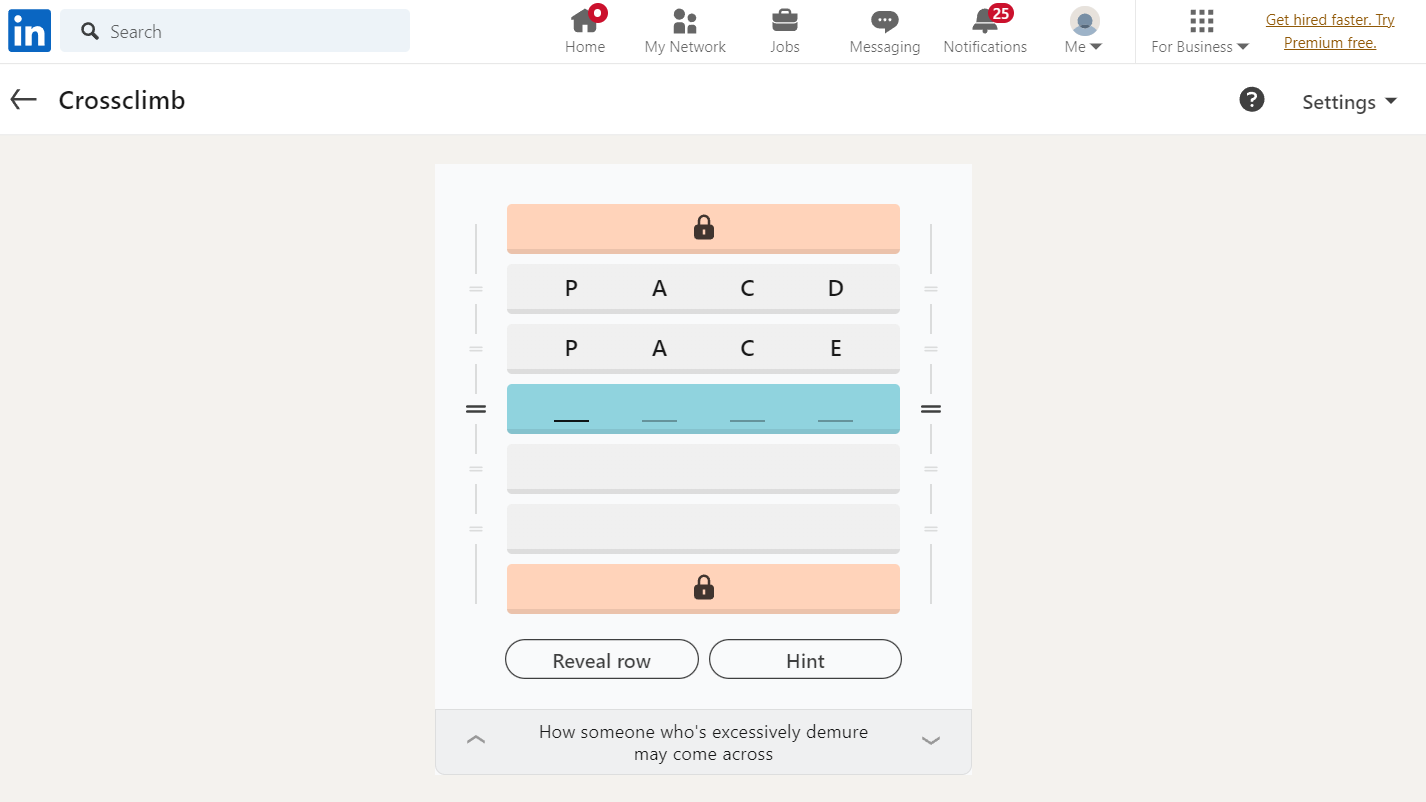 in
Search
Home
My Network
Jobs
Messaging
25
Notifications
Me
For Business
Get hired faster. Try
Premium free.
Crossclimb
?
Settings
P A C D
P A C E
Reveal row
Hint
How someone who's excessively demure
may come across